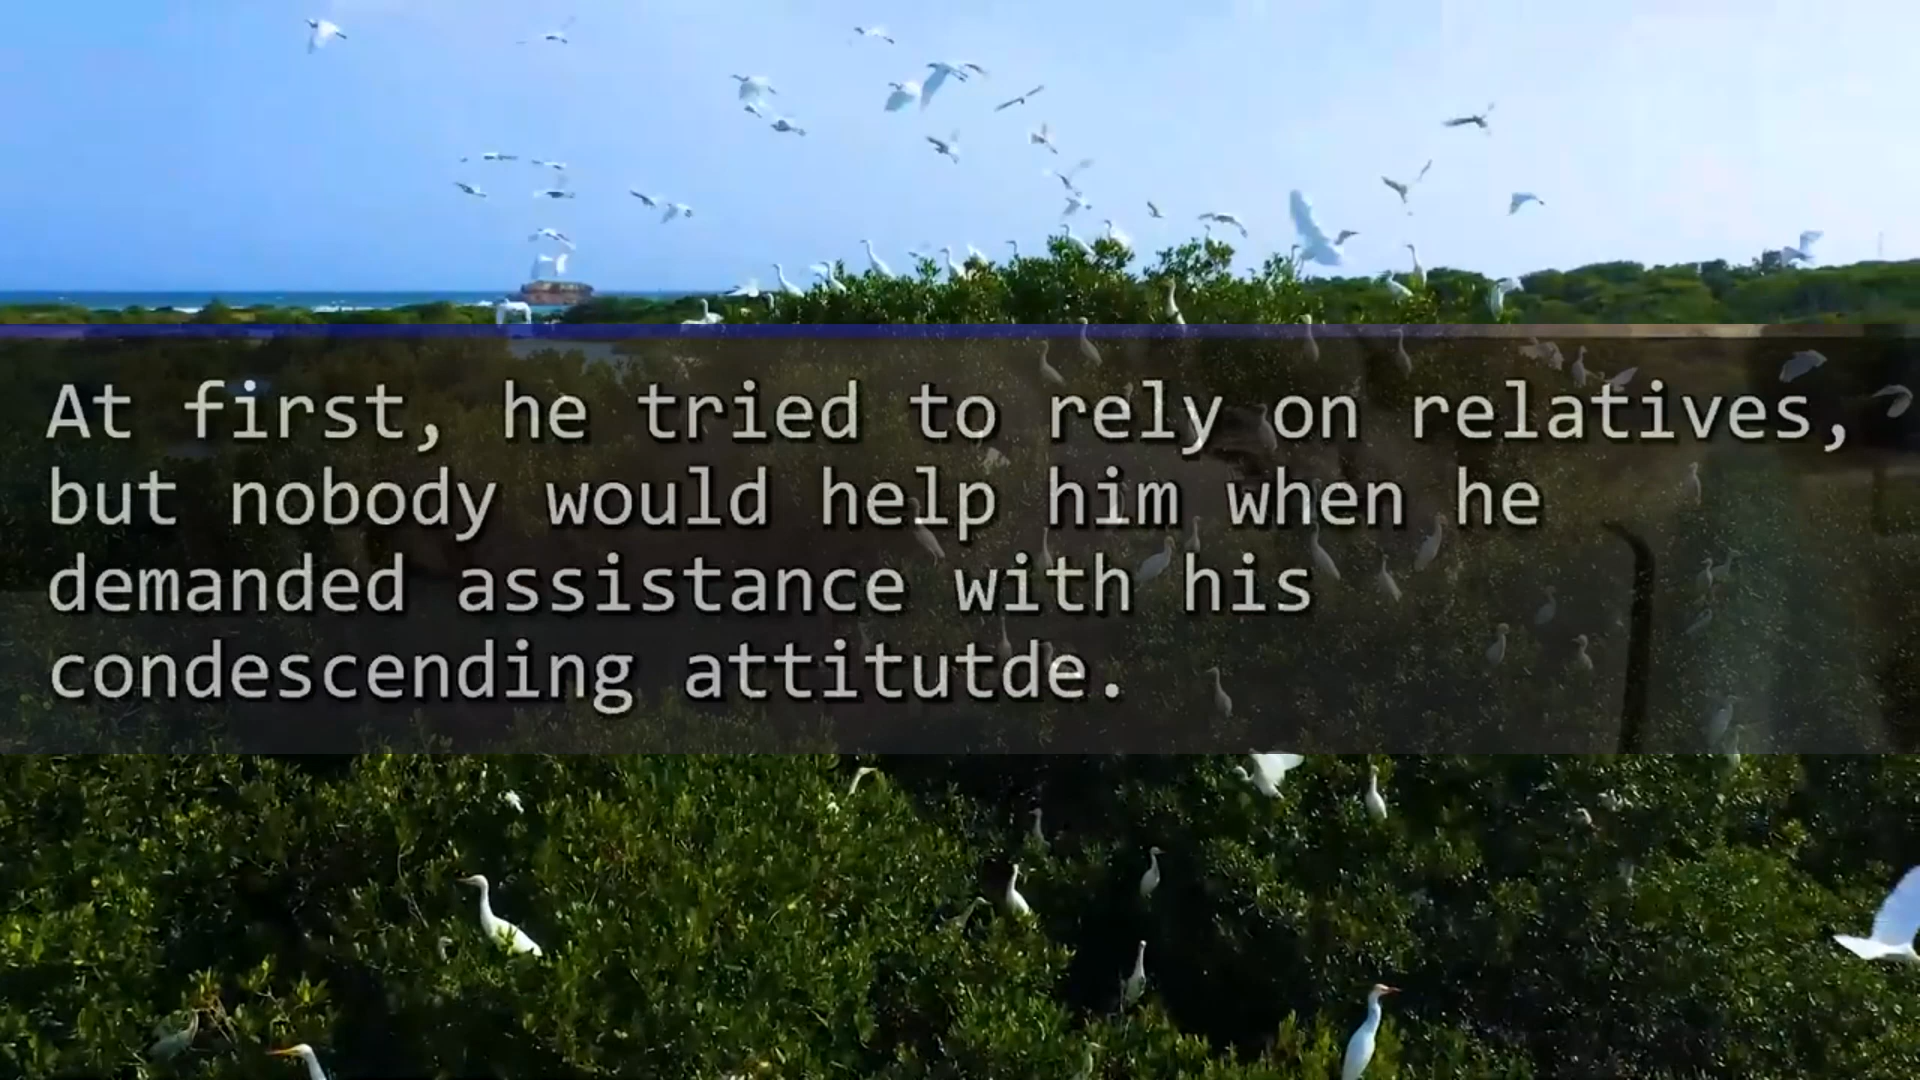 At first, he tried to rely on relatives,
but nobody would help him when he
demanded assistance with his
condescending attitutde.